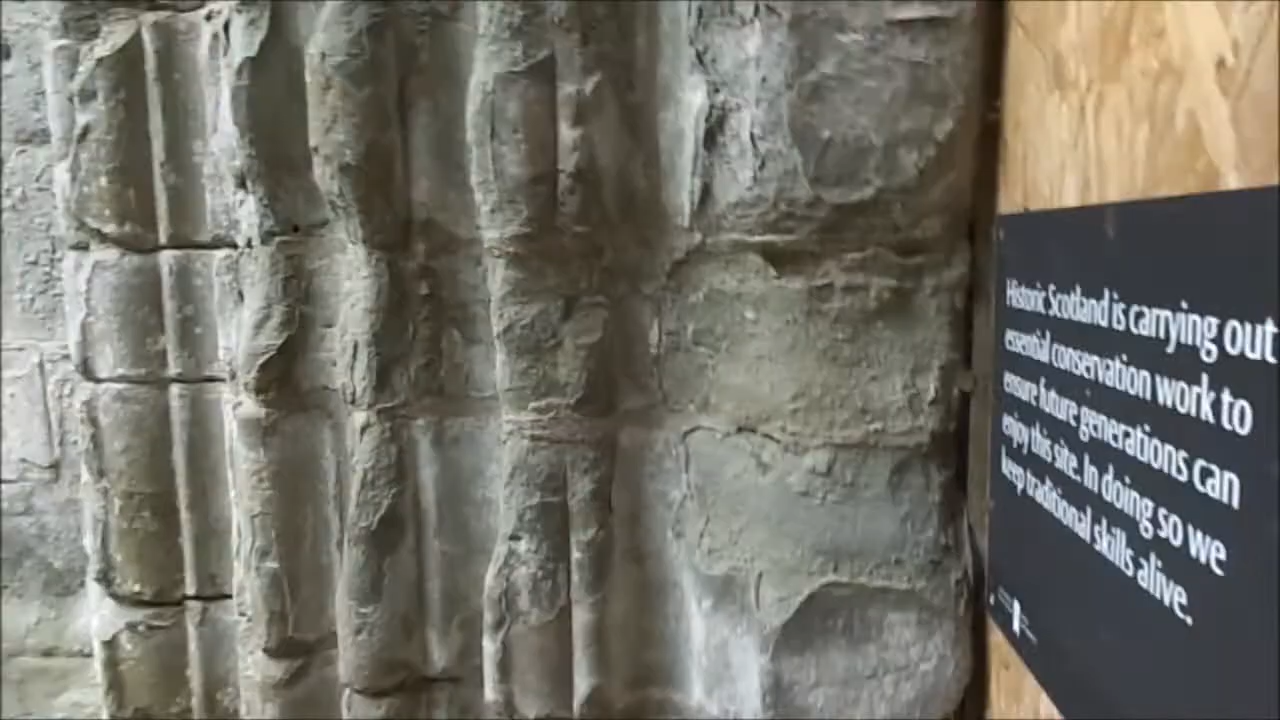 Historic Scotland is carrying out
essential conservation work to
ensure future generations can
enjoy this site. In doing so we
keep traditional skills alive.